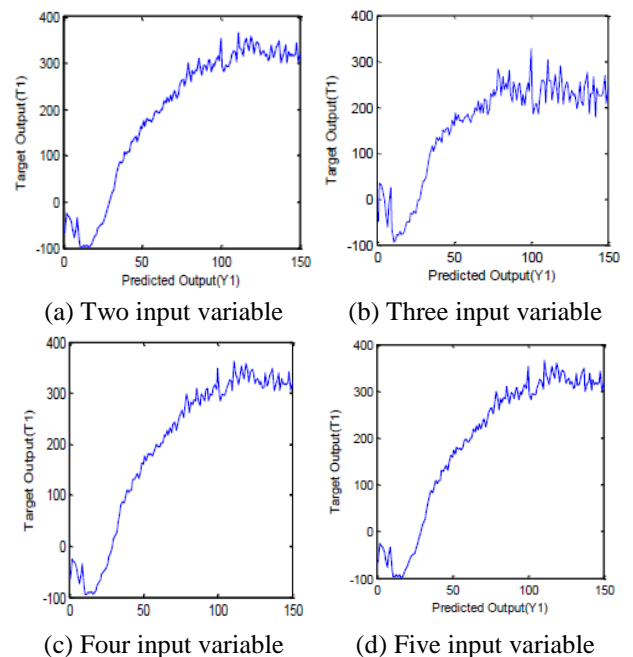 400
300
200
100
0
-100
Target Output(T1)
0 50 100 150
Predicted Output(Y1)
(a) Two input variable
400
300
200
100
0
-100
Target Output(T1)
0 50 100 150
Predicted Output(Y1)
(b) Three input variable
400
300
200
100
0
-100
Target Output(T1)
0 50 100 150
(c) Four input variable
400
300
200
100
0
-100
Target Output(T1)
0 50 100 150
Predicted Output(Y1)
(d) Five input variable